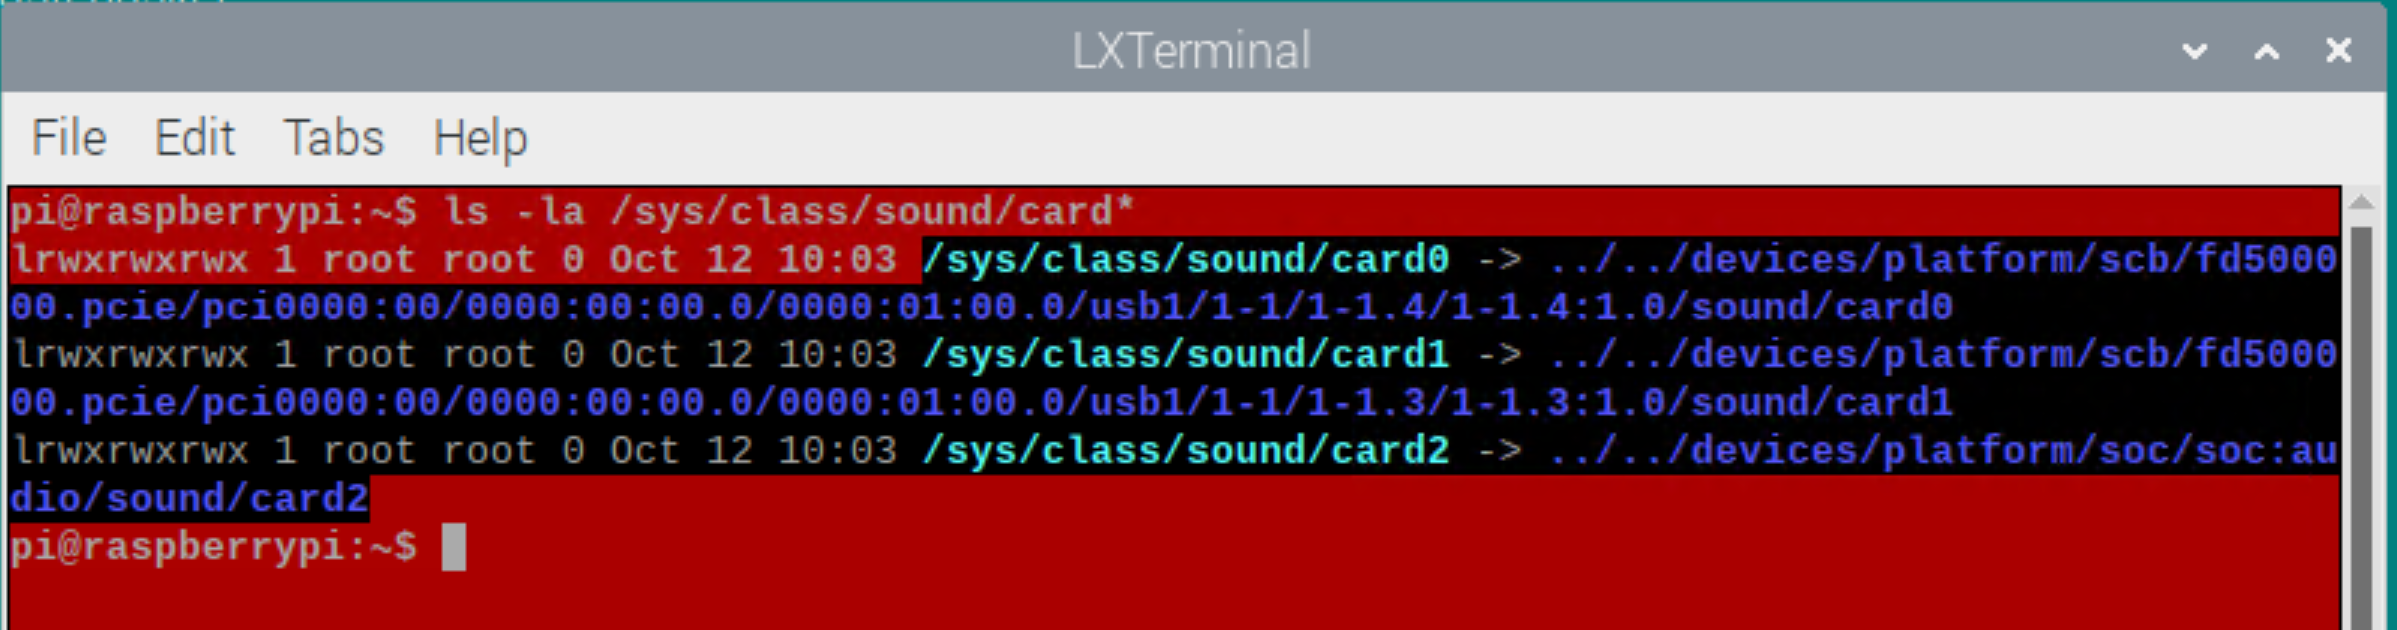 LXTerminal
File Edit Tabs Help
pi@raspberrypi:~$ ls -la /sys/class/sound/card*
lrwxrwxrwx 1 root root 0 Oct 12 10:03 /sys/class/sound/card0 -> ../../devices/platform/scb/fd5000
00.pcie/pci0000:00/0000:00:00.0/0000:01:00.0/usb1/1-1/1-1.4/1-1.4:1.0/sound/card0
lrwxrwxrwx 1 root root 0 Oct 12 10:03 /sys/class/sound/card1 -> ../../devices/platform/scb/fd5000
00.pcie/pci0000:00/0000:00:00.0/0000:01:00.0/usb1/1-1/1-1.3/1-1.3:1.0/sound/card1
lrwxrwxrwx 1 root root 0 Oct 12 10:03 /sys/class/sound/card2 -> ../../devices/platform/soc/soc:au
dio/sound/card2
pi@raspberrypi:~$